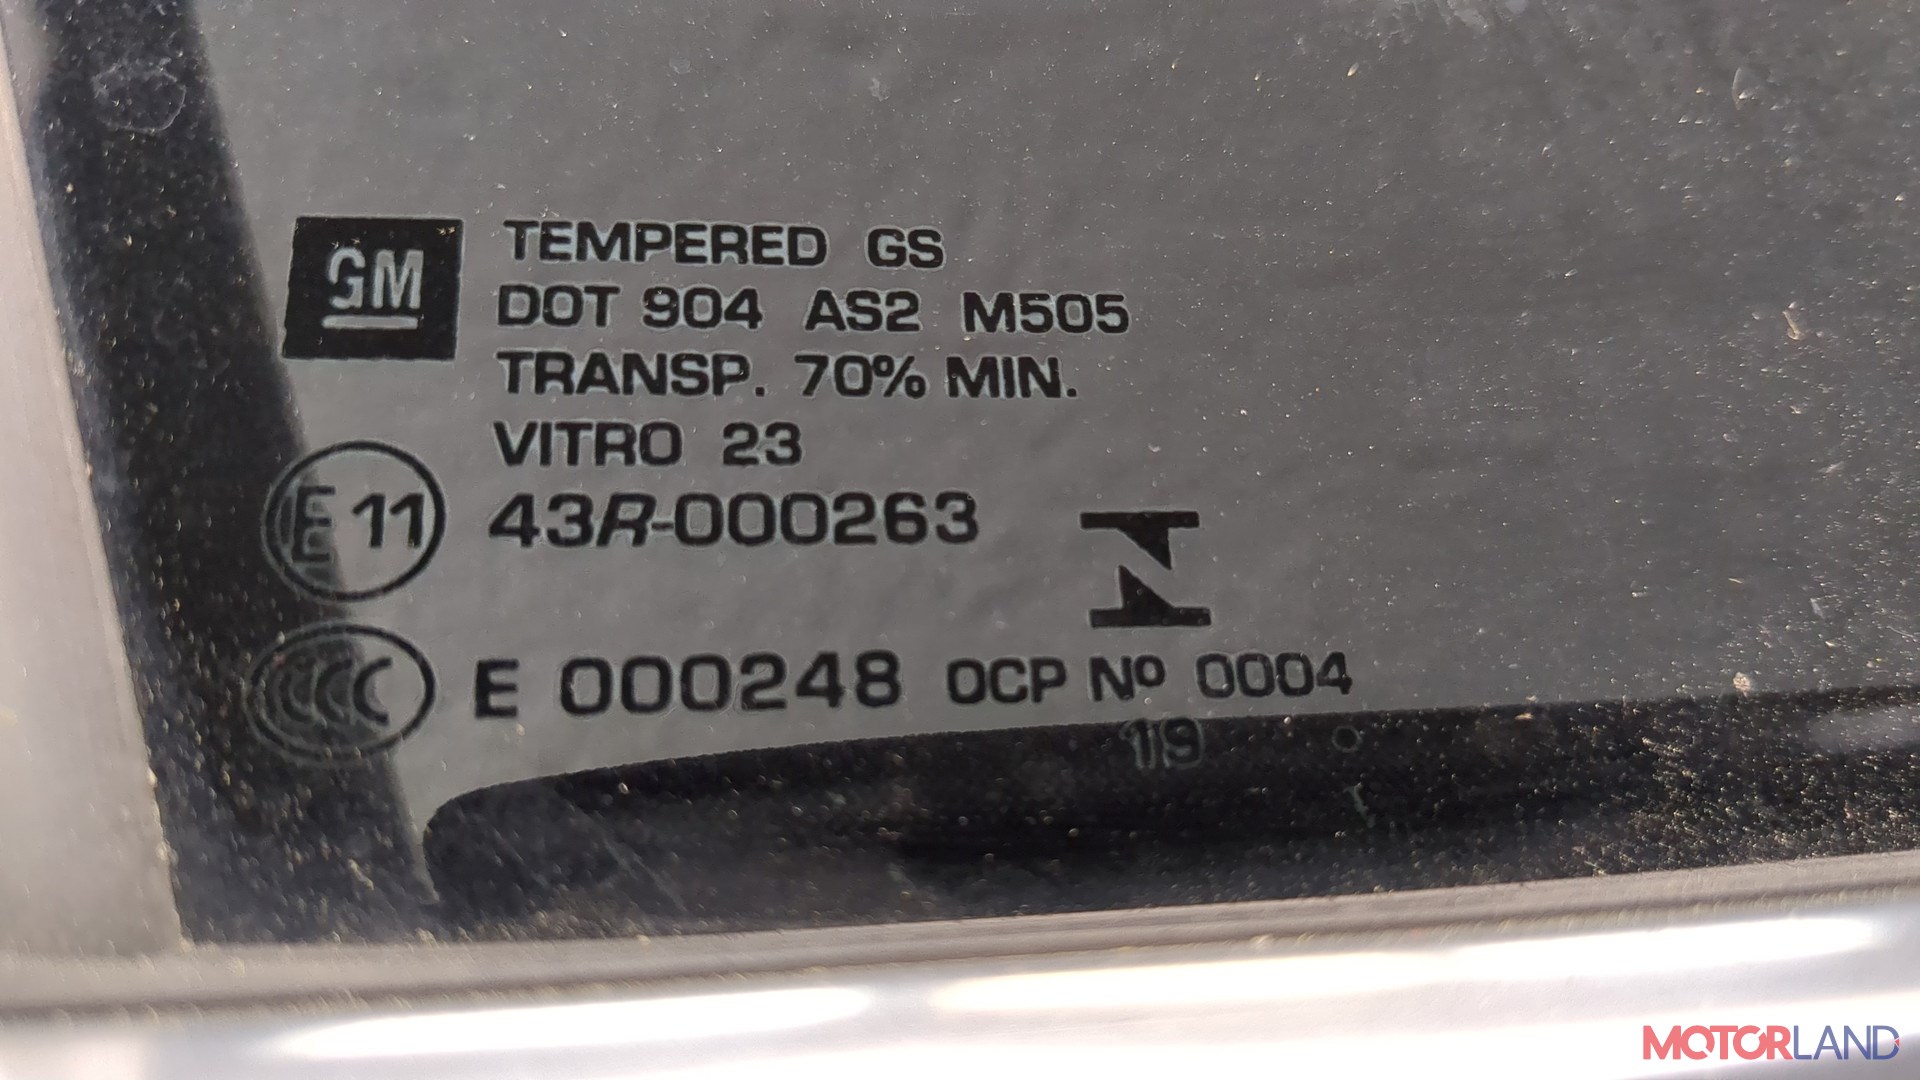 GM
TEMPERED GS
DOT 904 AS2 M505
TRANSP. 70% MIN.
VITRO 23
E 11 43R-000263
CCC E 000248 OCP Nº 0004
19
MOTORLAND